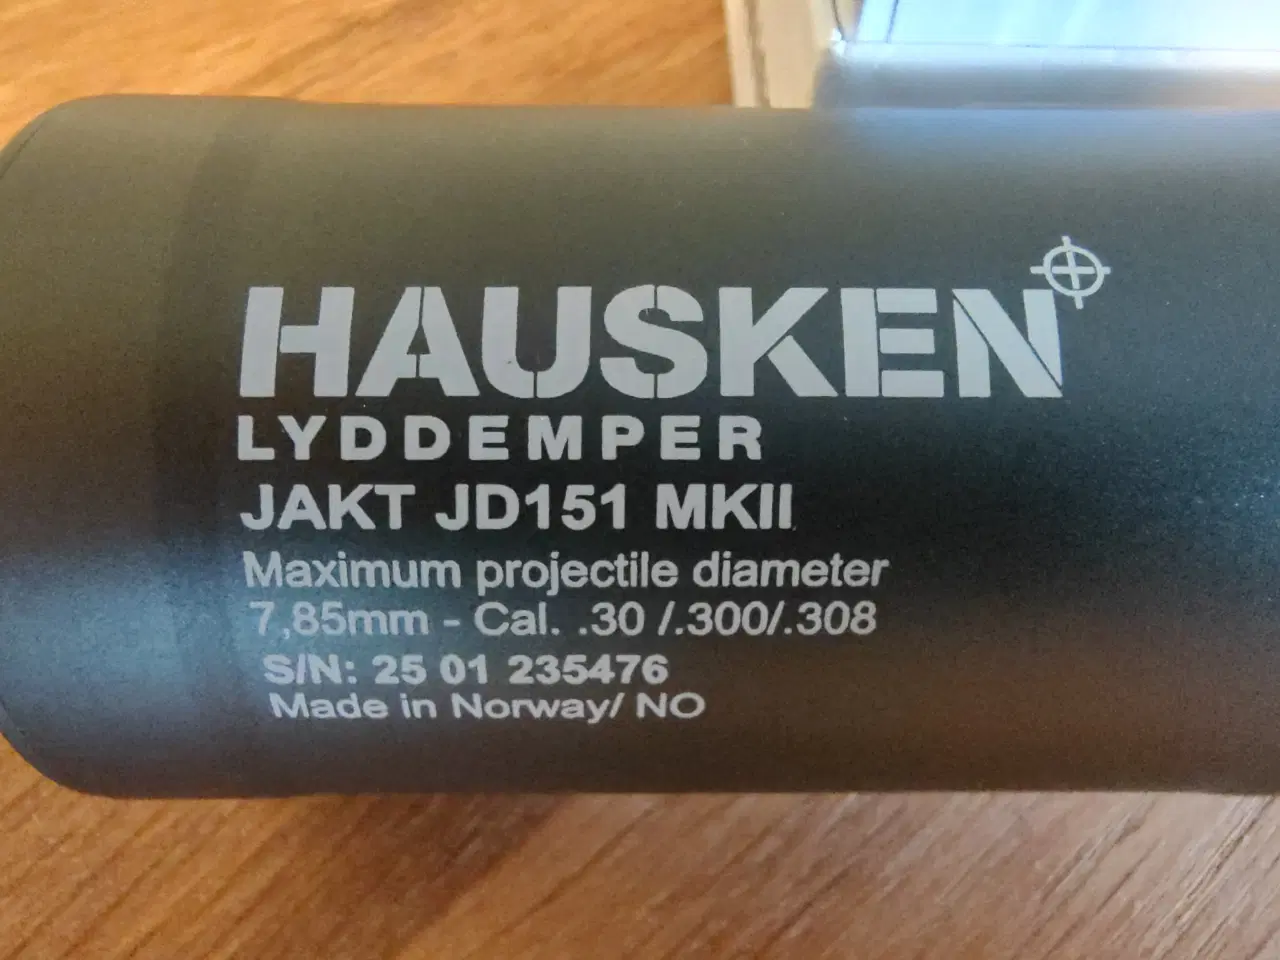 HAUSKEN
LYDDEMPER
JAKT JD151 MKII
Maximum projectile diameter
7,85mm - Cal. .30 /.300/.308
S/N: 25 01 235476
Made in Norway/ NO